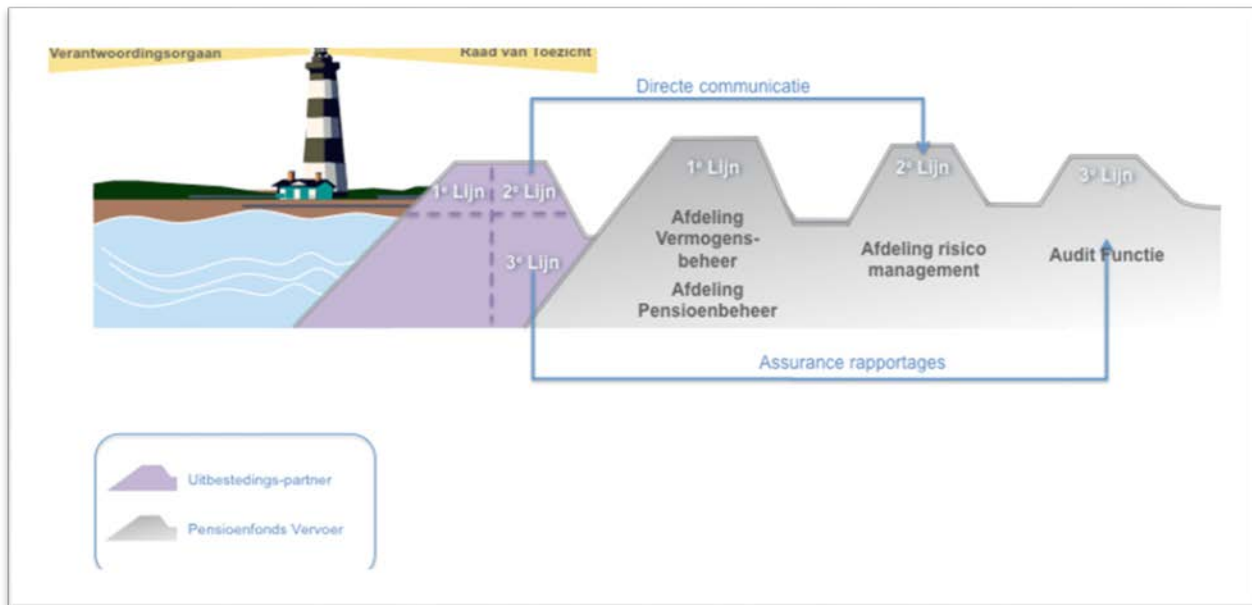 Verantwoordingsorgaan
Raad van Toezicht
Directe communicatie
1e Lijn
2e Lijn
3e Lijn
1e Lijn
Afdeling
Vermogens-
beheer
Afdeling
Pensioenbeheer
2e Lijn
Afdeling risico
management
3e Lijn
Audit Functie
Assurance rapportages
Uitbestedings-partner
Pensioenfonds Vervoer